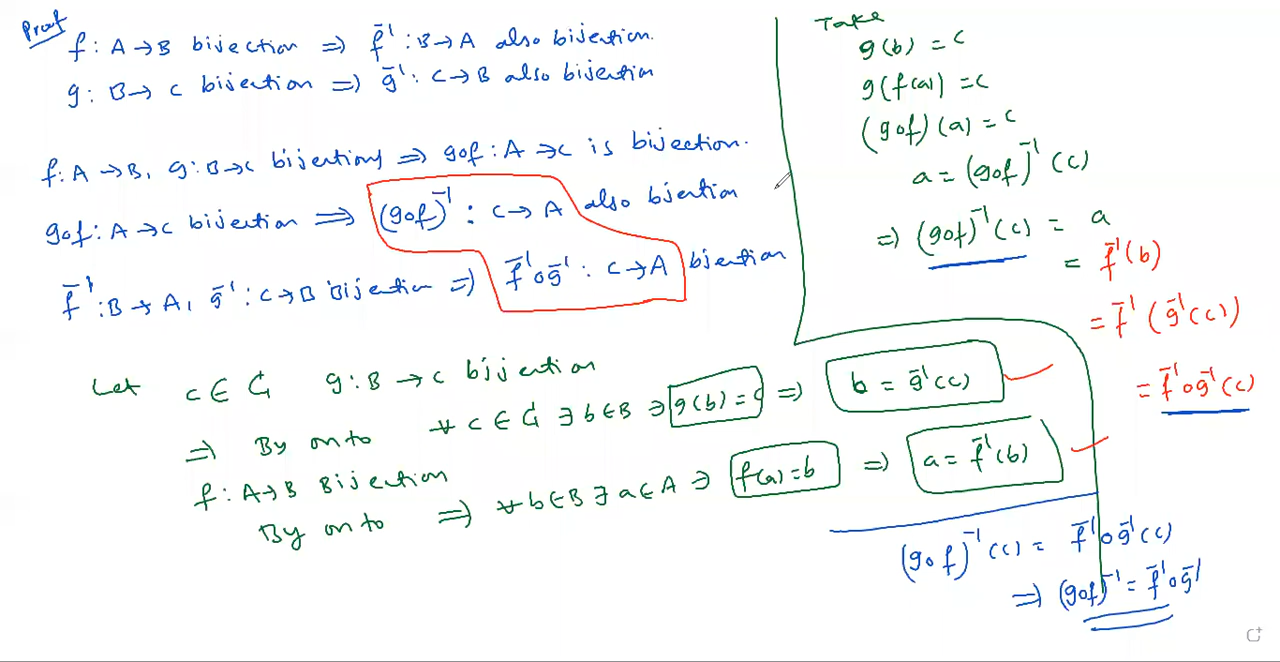 Proof
f : A → B bijection ⇒ f⁻¹ : B → A also bijection.
g : B → C bijection ⇒ g⁻¹ : C → B also bijection
f : A → B, g : B → C bijections ⇒ gof : A → C is bijection.
gof : A → C bijection ⇒ (gof)⁻¹ : C → A also bijection
f⁻¹ : B → A, g⁻¹ : C → B Bijection ⇒ f⁻¹og⁻¹ : C → A bijection
Let c ∈ C g : B → C bijection
⇒ By onto ∀ c ∈ C ∃ b ∈ B ∋ g(b) = c ⇒ b = g⁻¹(c)
f : A → B Bijection
By onto ⇒ ∀ b ∈ B ∃ a ∈ A ∋ f(a) = b ⇒ a = f⁻¹(b)
Take
g(b) = c
g(f(a)) = c
(gof)(a) = c
a = (gof)⁻¹(c)
⇒ (gof)⁻¹(c) = a
= f⁻¹(b)
= f⁻¹(g⁻¹(c))
= f⁻¹og⁻¹(c)
(gof)⁻¹(c) = f⁻¹og⁻¹(c)
⇒ (gof)⁻¹ = f⁻¹og⁻¹